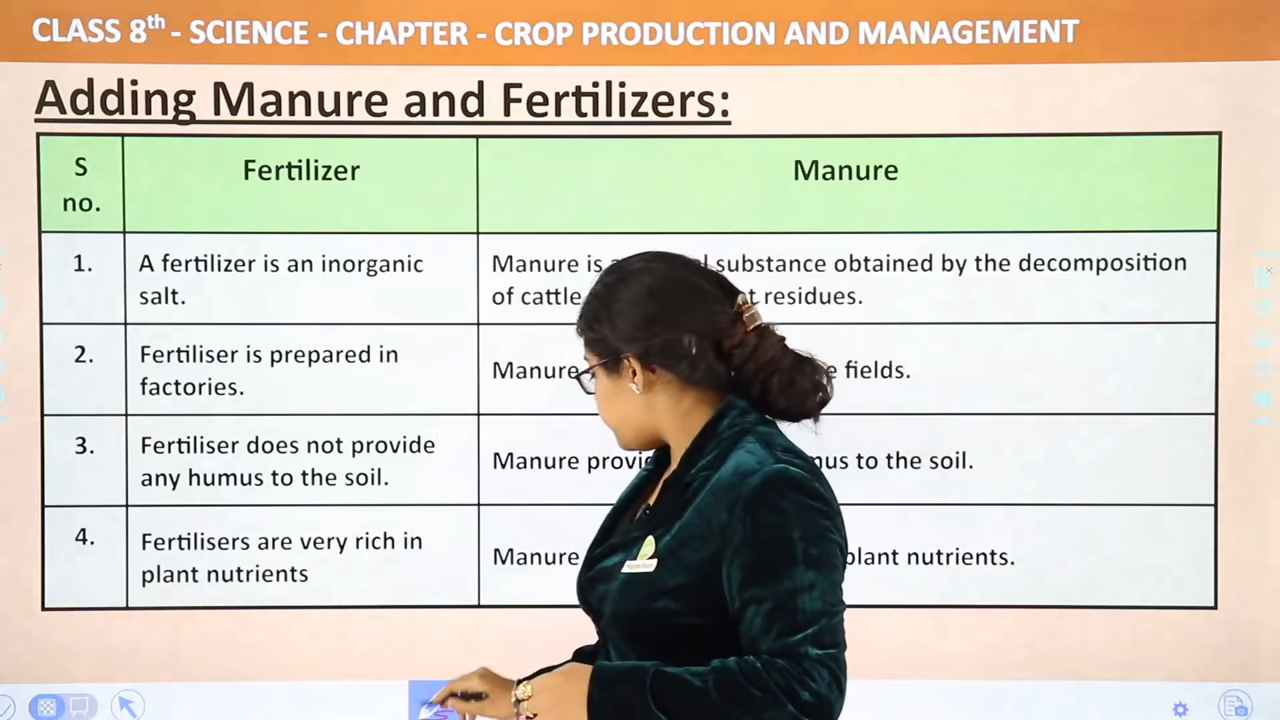 CLASS 8th - SCIENCE - CHAPTER - CROP PRODUCTION AND MANAGEMENT
Adding Manure and Fertilizers:
S no.
Fertilizer
Manure
1.
A fertilizer is an inorganic
salt.
Manure is substance obtained by the decomposition
of cattle residues.
2.
Fertiliser is prepared in
factories.
Manure fields.
3.
Fertiliser does not provide
any humus to the soil.
Manure to the soil.
4.
Fertilisers are very rich in
plant nutrients
Manure plant nutrients.